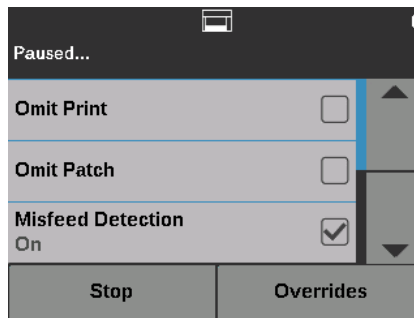 Paused...
Omit Print
Omit Patch
Misfeed Detection
On
Stop
Overrides